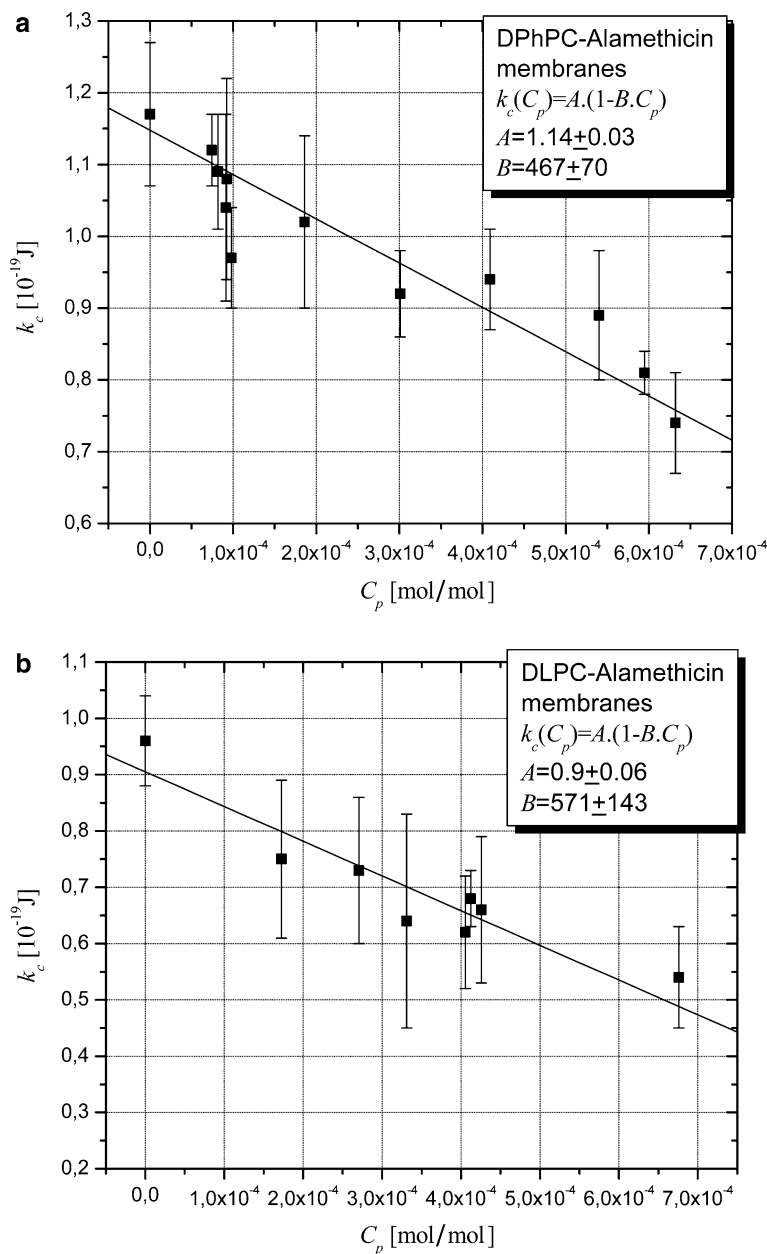 a
1,3
1,2
1,1
1,0
0,9
0,8
0,7
0,6
k_c [10^-19 J]
DPhPC-Alamethicin
membranes
k_c(C_p)=A.(1-B.C_p)
A=1.14±0.03
B=467±70
0,0 1,0x10^-4 2,0x10^-4 3,0x10^-4 4,0x10^-4 5,0x10^-4 6,0x10^-4 7,0x10^-4
C_p [mol/mol]
b
1,1
1,0
0,9
0,8
0,7
0,6
0,5
0,4
0,3
0,2
k_c [10^-19 J]
DLPC-Alamethicin
membranes
k_c(C_p)=A.(1-B.C_p)
A=0.9±0.06
B=571±143
0,0 1,0x10^-4 2,0x10^-4 3,0x10^-4 4,0x10^-4 5,0x10^-4 6,0x10^-4 7,0x10^-4
C_p [mol/mol]